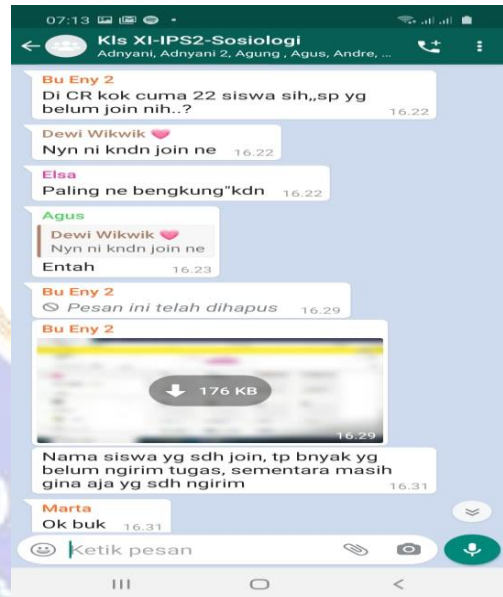 07:13
Kls XI-IPS2-Sosiologi
Adnyani, Adnyani 2, Agung , Agus, Andre, ...
Bu Eny 2
Di CR kok cuma 22 siswa sih,,sp yg
belum join nih..?
16.22
Dewi Wikwik
Nyn ni kndn join ne 16.22
Elsa
Paling ne bengkung"kdn 16.22
Agus
Dewi Wikwik
Nyn ni kndn join ne
Entah 16.23
Bu Eny 2
Pesan ini telah dihapus 16.29
Bu Eny 2
176 KB
16.29
Nama siswa yg sdh join, tp bnyak yg
belum ngirim tugas, sementara masih
gina aja yg sdh ngirim 16.31
Marta
Ok buk 16.31
Ketik pesan